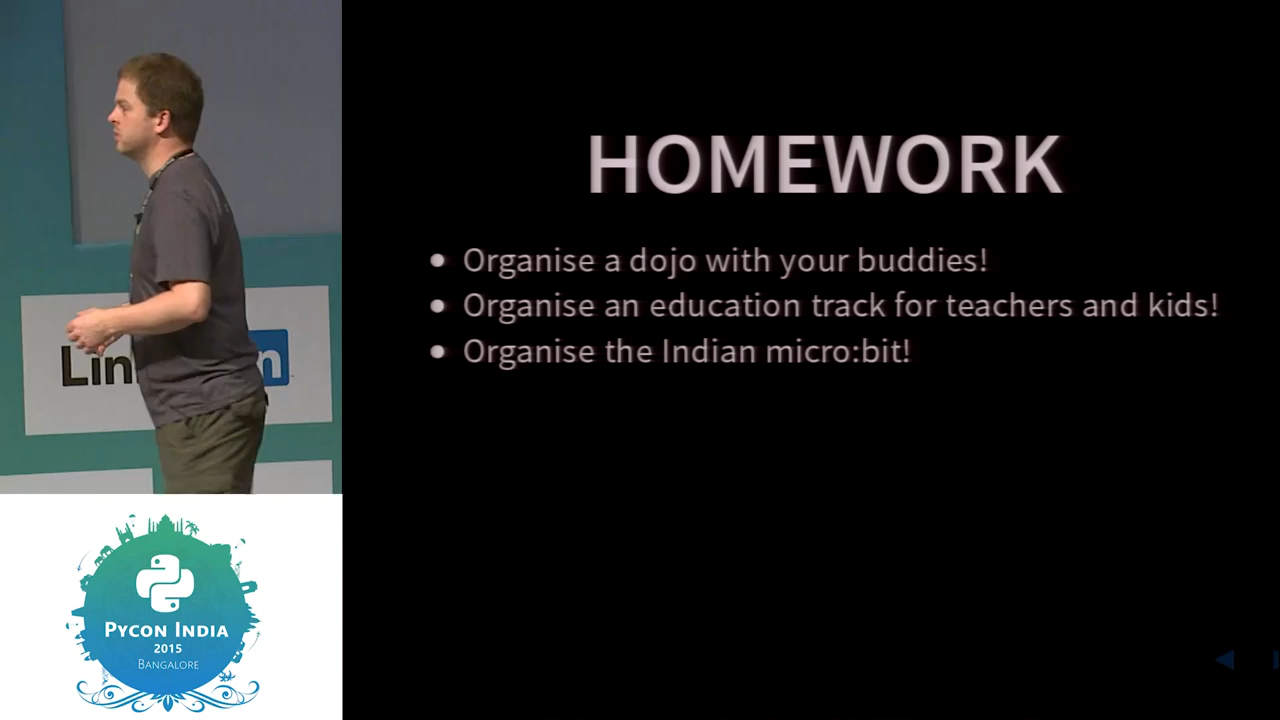 HOMEWORK
Organise a dojo with your buddies!
Organise an education track for teachers and kids!
Organise the Indian micro:bit!
Lin
n
PYCON INDIA
2015
BANGALORE